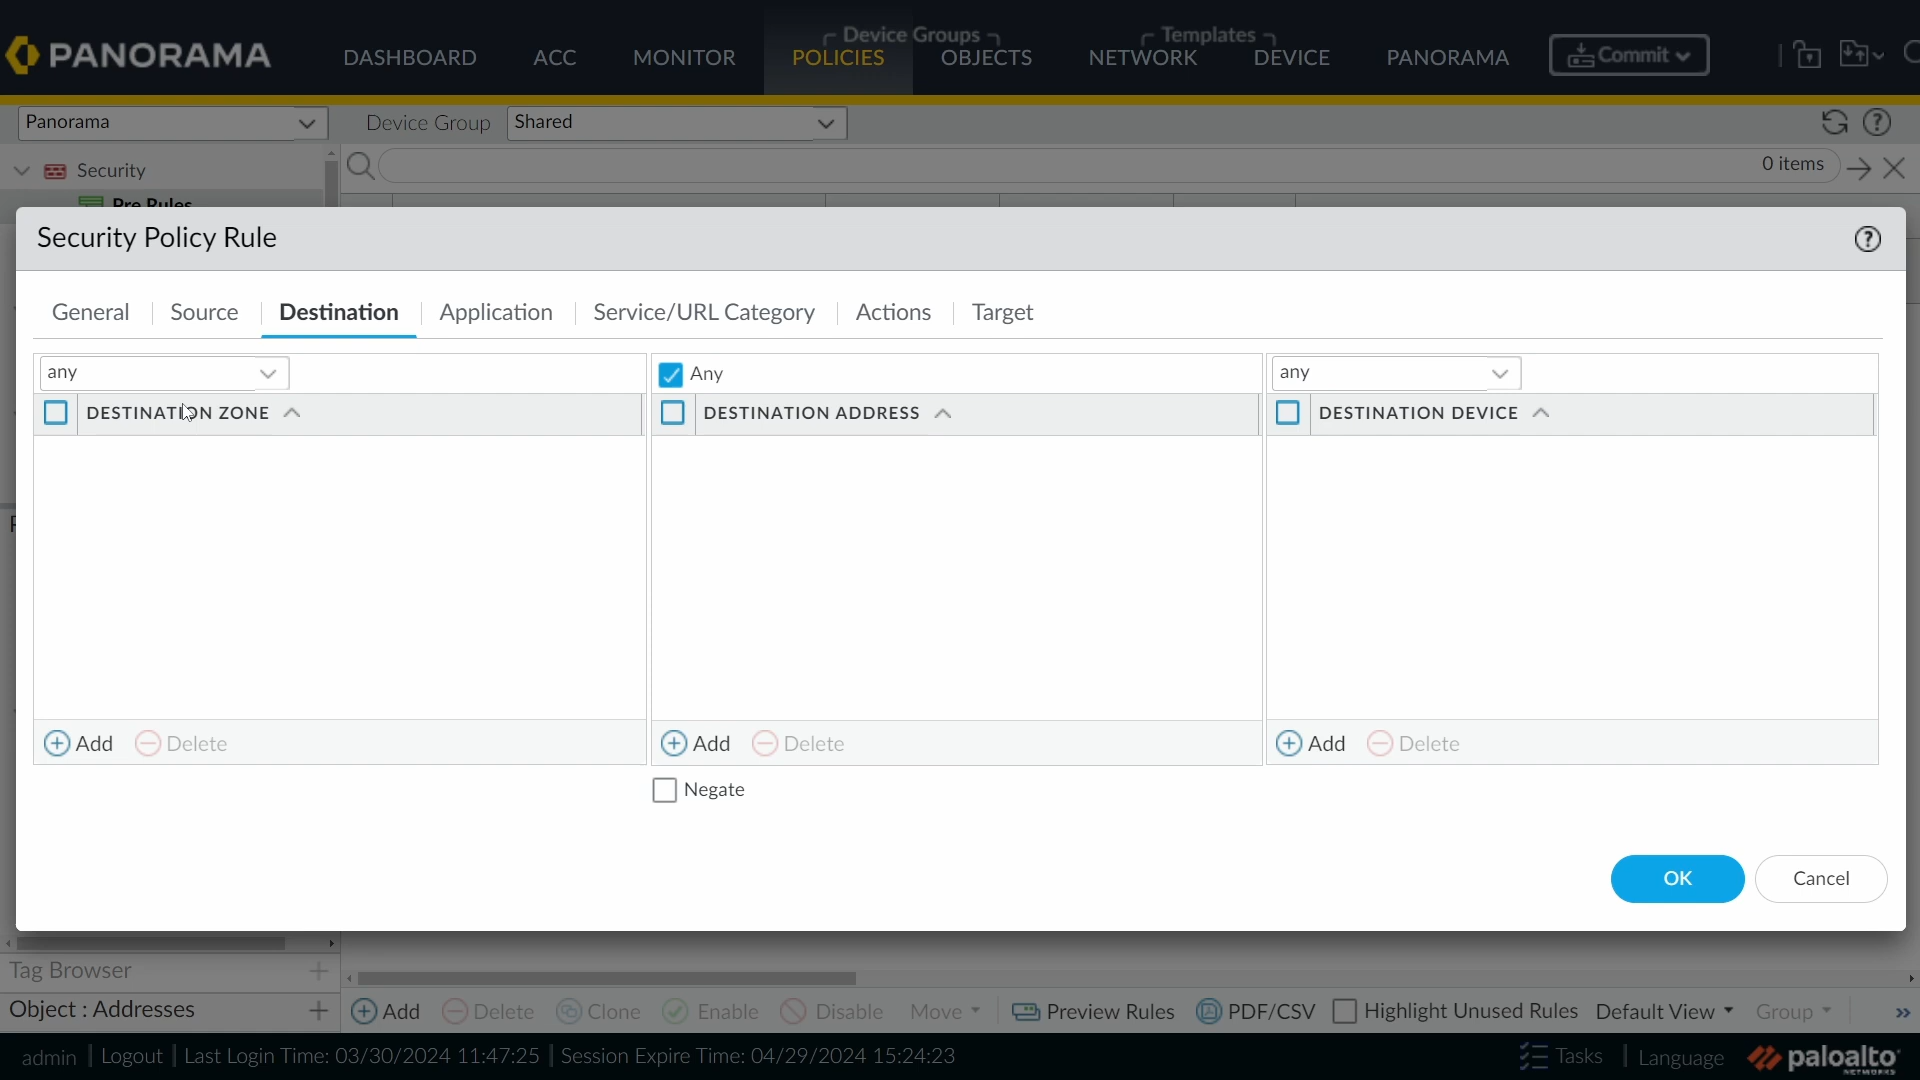 Device Groups
Templates
PANORAMA
DASHBOARD
ACC
MONITOR
POLICIES
OBJECTS
NETWORK
DEVICE
PANORAMA
Commit
Panorama
Device Group
Shared
Security
0 items
Pre Rules
Security Policy Rule
General
Source
Destination
Application
Service/URL Category
Actions
Target
any
Any
any
DESTINATION ZONE
DESTINATION ADDRESS
DESTINATION DEVICE
Add
Delete
Add
Delete
Add
Delete
Negate
OK
Cancel
Tag Browser
Object : Addresses
Add
Delete
Clone
Enable
Disable
Move
Preview Rules
PDF/CSV
Highlight Unused Rules
Default View
Group
admin
Logout
Last Login Time: 03/30/2024 11:47:25
Session Expire Time: 04/29/2024 15:24:23
Tasks
Language
paloalto
NETWORKS